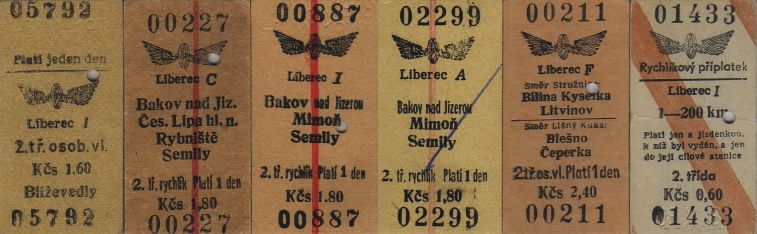 05792
Platí jeden den
Liberec 1
2.tř. osob. vl.
Kčs 1.60
Blíževedly
05792
00227
Liberec C
Bakov nad Jiz.
Čes. Lípa hl. n.
Rybniště
Semily
2. tř. rychlík Platí 1 den
Kčs 1,80
00227
00887
Liberec I
Bakov nad Jizerou
Mimoň
Semily
2. tř. rychlík Platí 1 den
Kčs 1.80
00887
02299
Liberec A
Bakov nad Jizerou
Mimoň
Semily
2. tř. rychlík Platí 1 den
Kčs 1,80
02299
00211
Liberec F
Směr
Bílina Kyselka
Litvínov
Směr
Blešno
Čeperka
2tř.os.vl.Platí 1 den
Kčs 2,40
00211
01433
Rychlíkový příplatek
Liberec I
1—200 km
Platí jen s jízdenkou,
k níž byl vydán, a jen
do její cílové stanice
2. třída
Kčs 0,60
01433